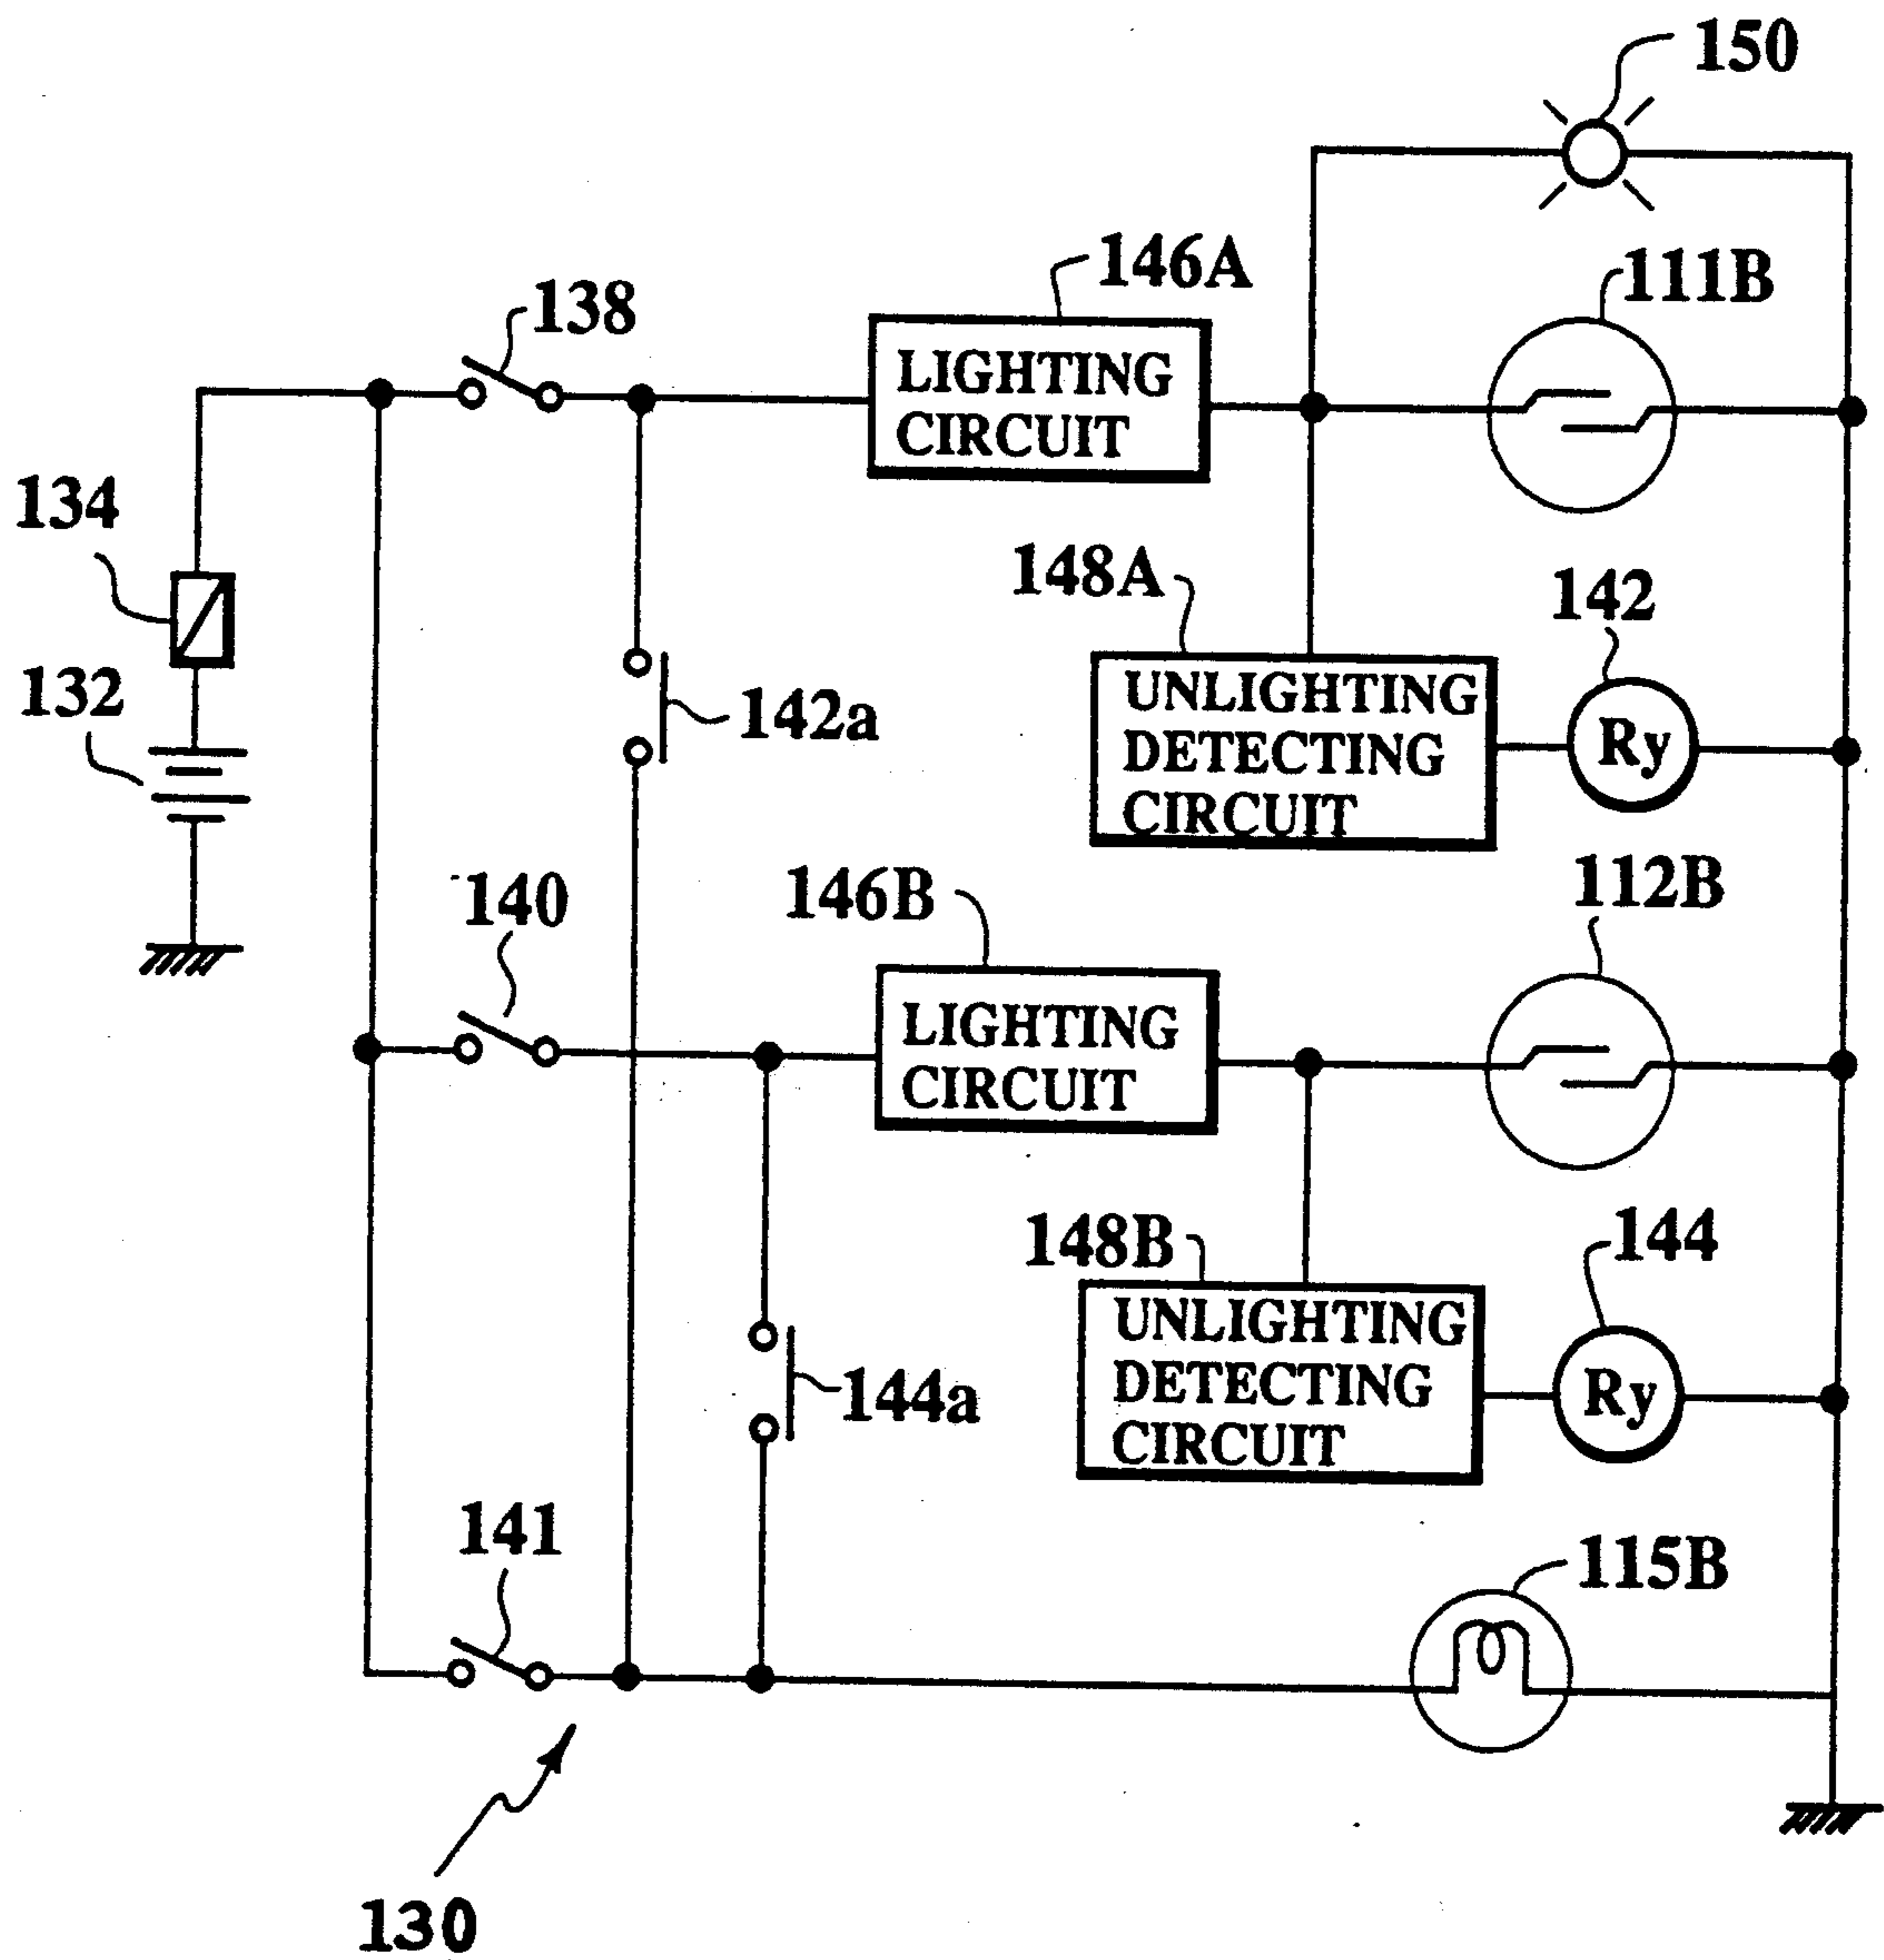 150
146A
111B
138
LIGHTING
CIRCUIT
134
148A
142
132
142a
UNLIGHTING
DETECTING
CIRCUIT
Ry
140
146B
112B
LIGHTING
CIRCUIT
148B
144
144a
UNLIGHTING
DETECTING
CIRCUIT
Ry
141
115B
130